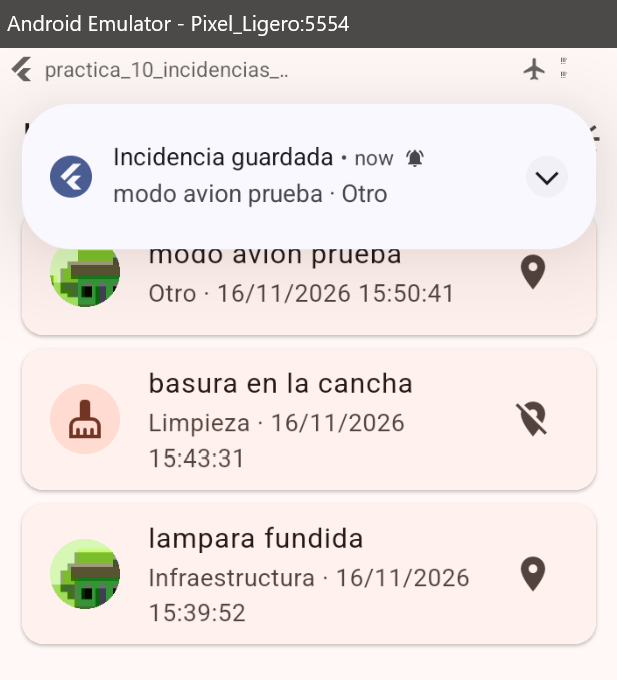 Android Emulator - Pixel_Ligero:5554
practica_10_incidencias_..
Incidencia guardada • now
modo avion prueba · Otro
modo avion prueba
Otro · 16/11/2026 15:50:41
basura en la cancha
Limpieza · 16/11/2026
15:43:31
lampara fundida
Infraestructura · 16/11/2026
15:39:52